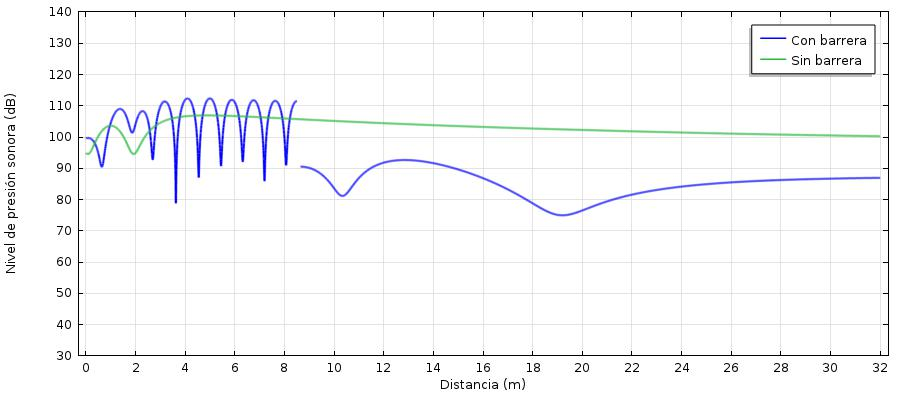 Nivel de presión sonora (dB)
140
130
120
110
100
90
80
70
60
50
40
30
Con barrera
Sin barrera
0 2 4 6 8 10 12 14 16 18 20 22 24 26 28 30 32
Distancia (m)